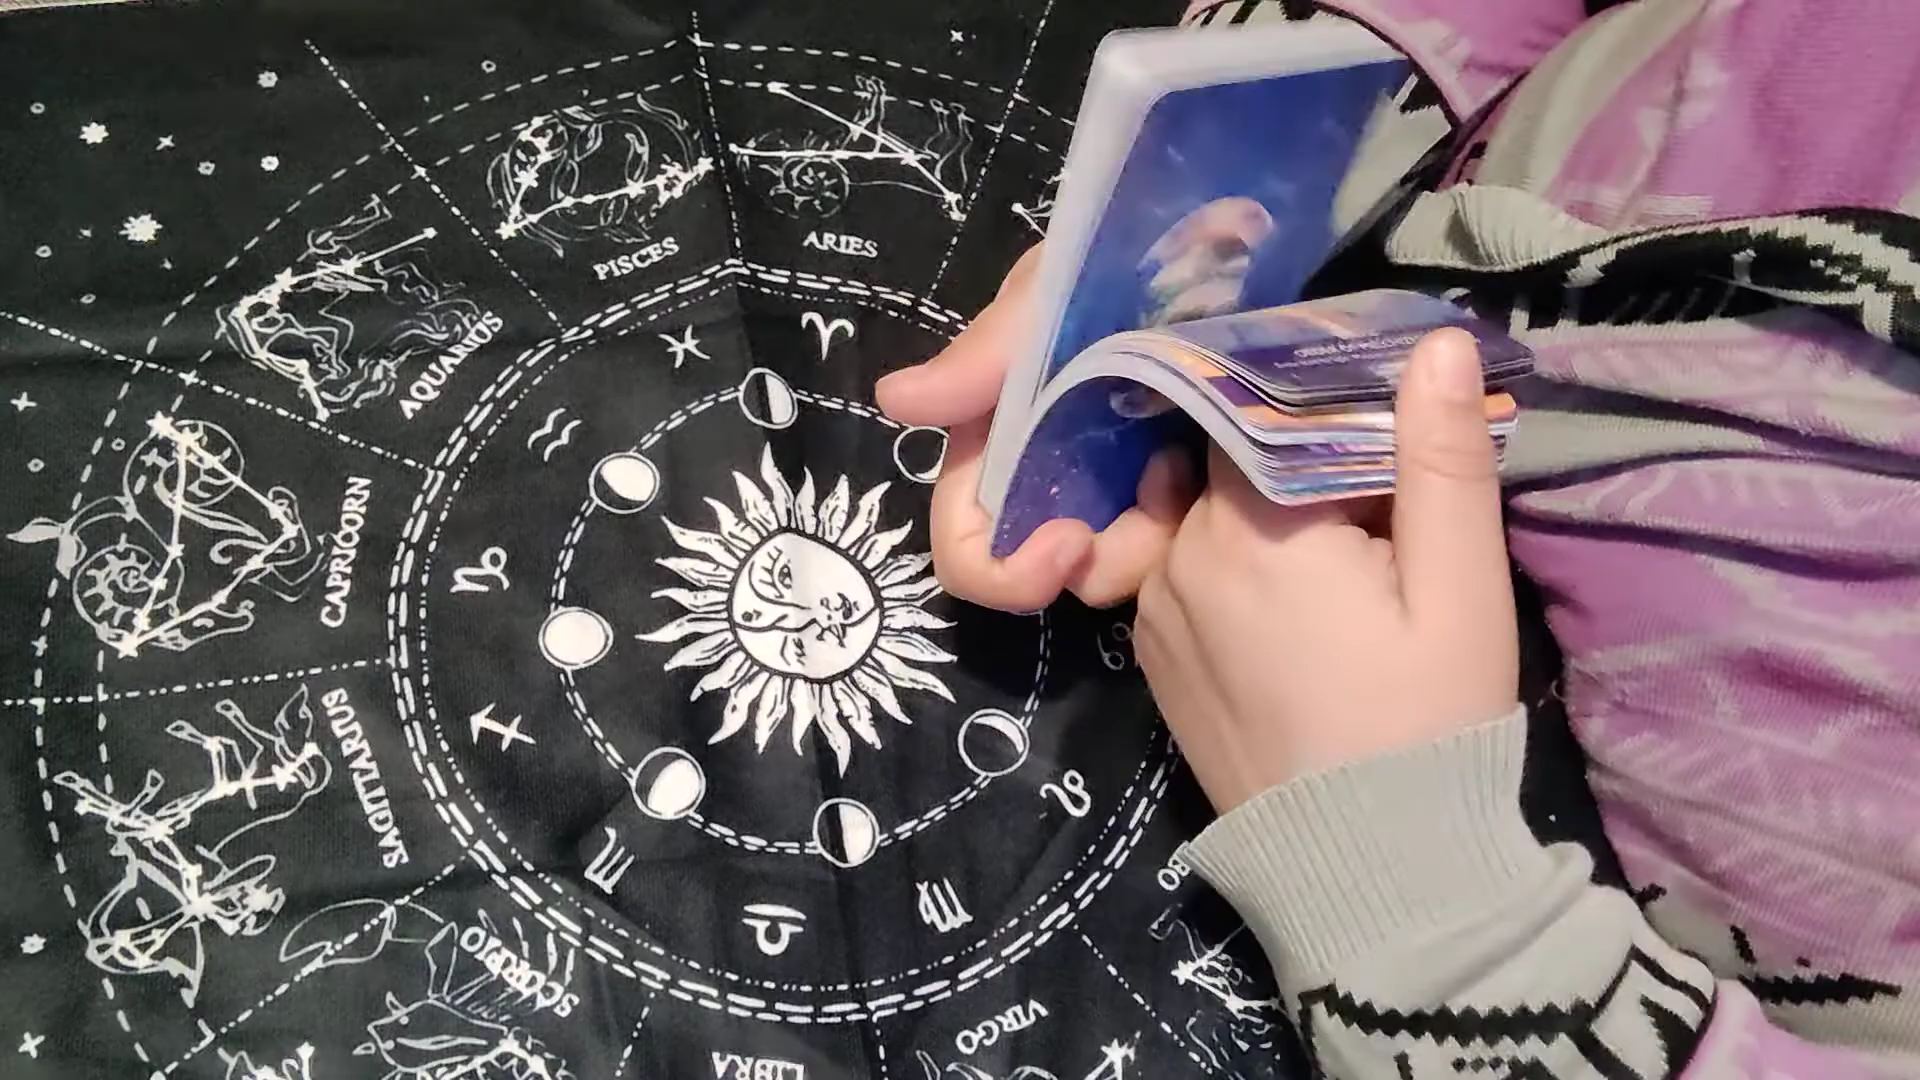 PISCES
ARIES
AQUARIUS
CAPRICORN
SAGITTARIUS
SCORPIO
LIBRA
VIRGO